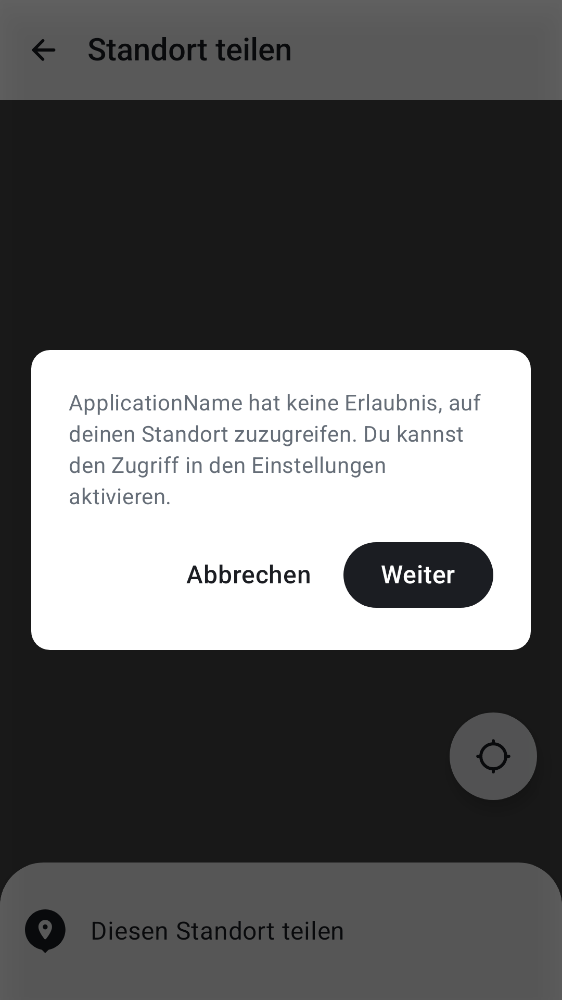 Standort teilen
ApplicationName hat keine Erlaubnis, auf
deinen Standort zuzugreifen. Du kannst
den Zugriff in den Einstellungen
aktivieren.
Abbrechen
Weiter
Diesen Standort teilen